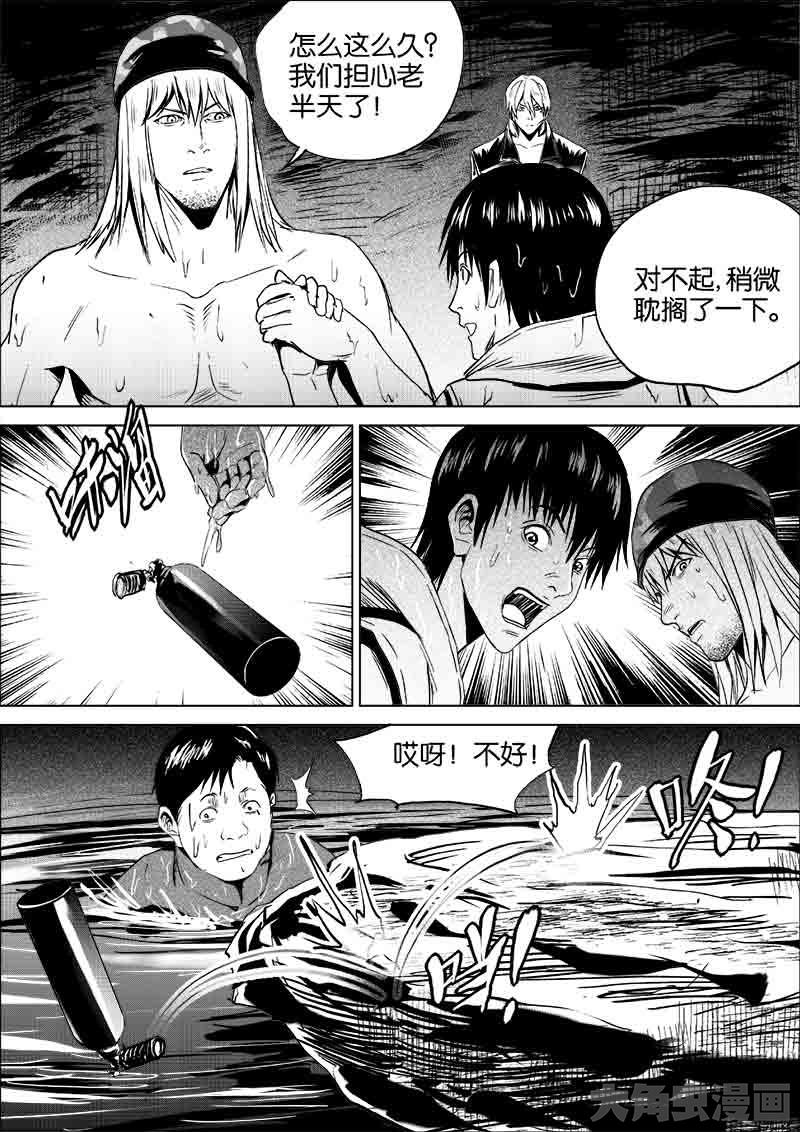 怎么这么久?
我们担心老
半天了!
对不起,稍微
耽搁了一下。
哧溜
哎呀! 不好!
咚!
哗!
大角虫漫画